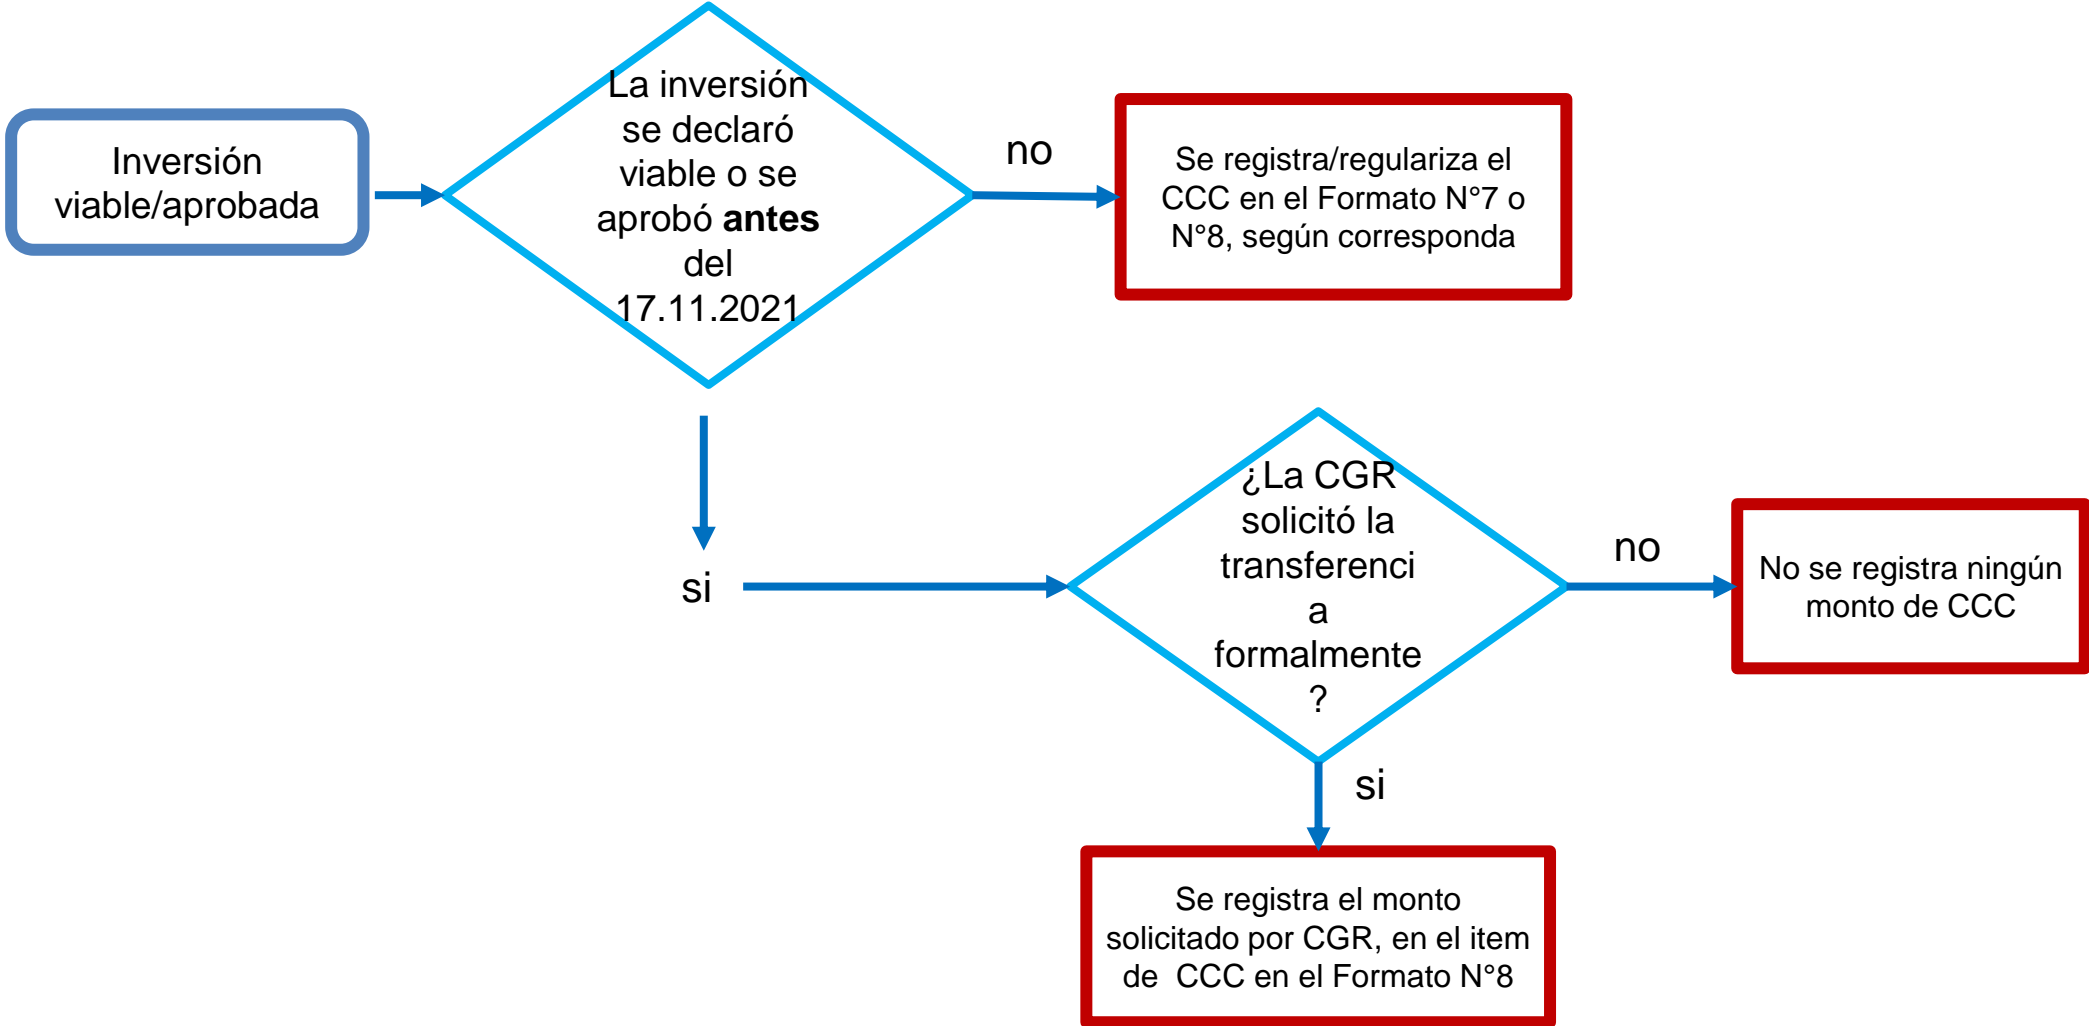 Inversión
viable/aprobada
La inversión
se declaró
viable o se
aprobó antes
del
17.11.2021
no
Se registra/regulariza el
CCC en el Formato N°7 o
N°8, según corresponda
si
¿La CGR
solicitó la
transferenci
a
formalmente
?
no
No se registra ningún
monto de CCC
si
Se registra el monto
solicitado por CGR, en el item
de CCC en el Formato N°8